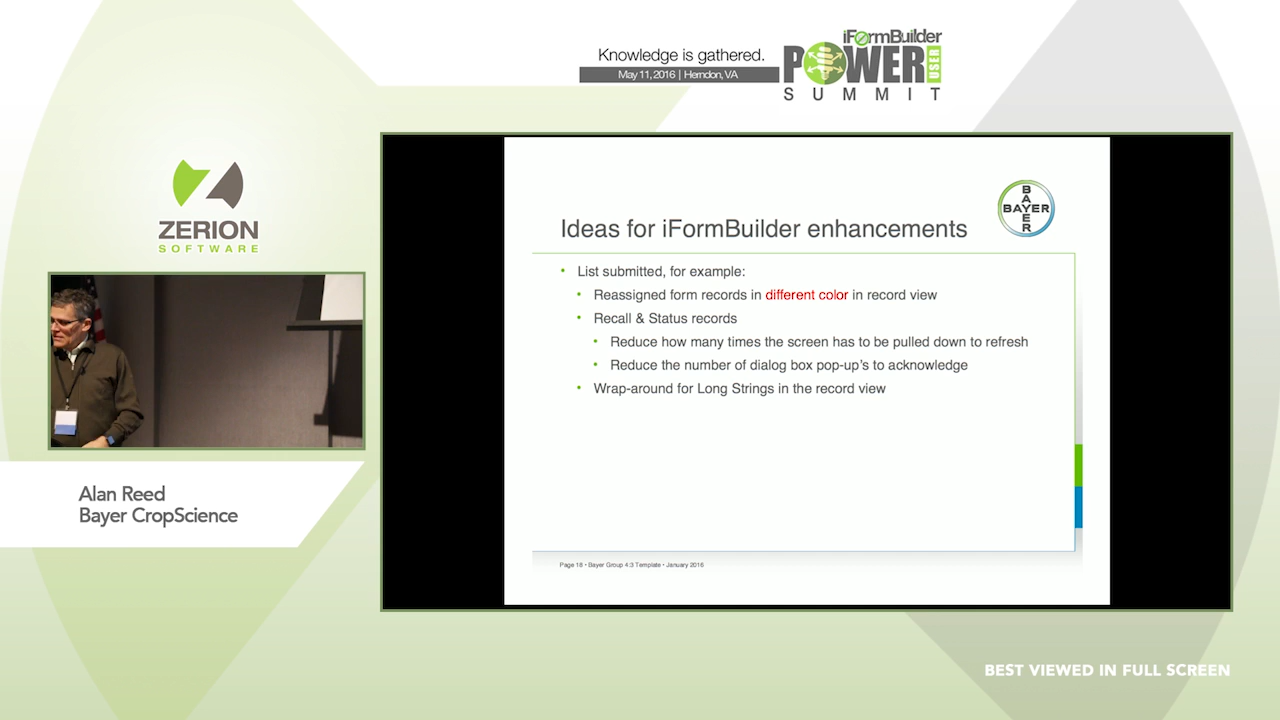 Knowledge is gathered.
May 11, 2016 | Herndon, VA
iFormBuilder
POWER
USER
SUMMIT
ZERION
SOFTWARE
BAYER
BAYER
Ideas for iFormBuilder enhancements
• List submitted, for example:
• Reassigned form records in different color in record view
• Recall & Status records
• Reduce how many times the screen has to be pulled down to refresh
• Reduce the number of dialog box pop-up's to acknowledge
• Wrap-around for Long Strings in the record view
Page 18 • Bayer Group 4:3 Template • January 2016
Alan Reed
Bayer CropScience
BEST VIEWED IN FULL SCREEN